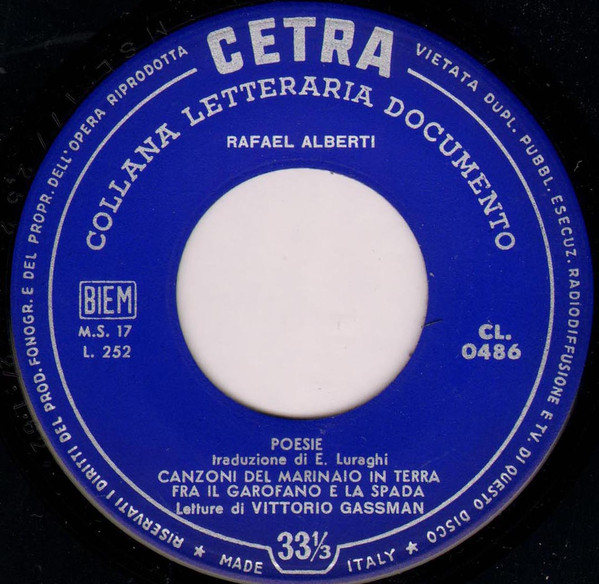 CETRA
COLLANA LETTERARIA DOCUMENTO
RAFAEL ALBERTI
BIEM
M.S. 17
L. 252
CL.
0486
POESIE
traduzione di E. Luraghi
CANZONI DEL MARINAIO IN TERRA
FRA IL GAROFANO E LA SPADA
Letture di VITTORIO GASSMAN
33⅓
★ MADE ITALY ★
RISERVATI I DIRITTI DEL PROD. FONOGR. E DEL PROPR. DELL'OPERA RIPRODOTTA
VIETATA DUPL. PUBBL. ESECUZ. RADIODIFFUSIONE E TV. DI QUESTO DISCO